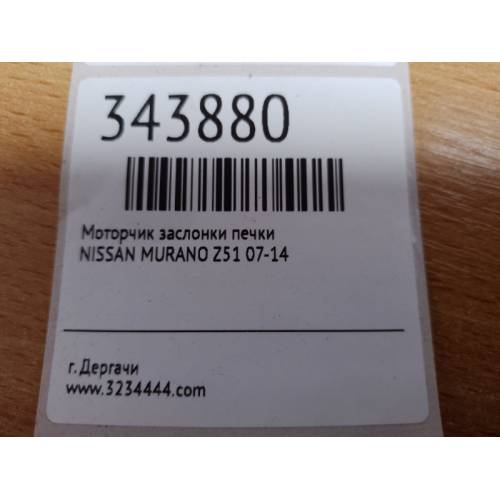 343880
Моторчик заслонки печки
NISSAN MURANO Z51 07-14
г. Дергачи
www.3234444.com